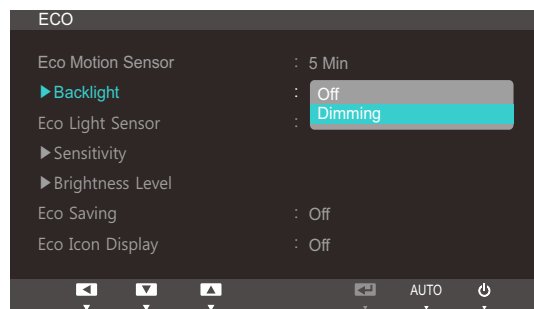 ECO
Eco Motion Sensor : 5 Min
▶Backlight : Off
Dimming
Eco Light Sensor :
▶Sensitivity
▶Brightness Level
Eco Saving : Off
Eco Icon Display : Off
AUTO